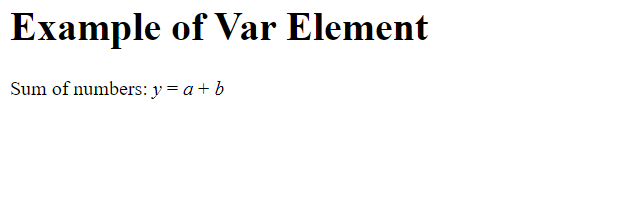 Example of Var Element
Sum of numbers: y = a + b